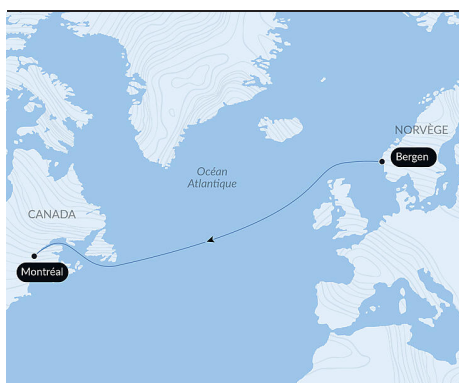 NORVÈGE
Bergen
Océan
Atlantique
CANADA
Montréal